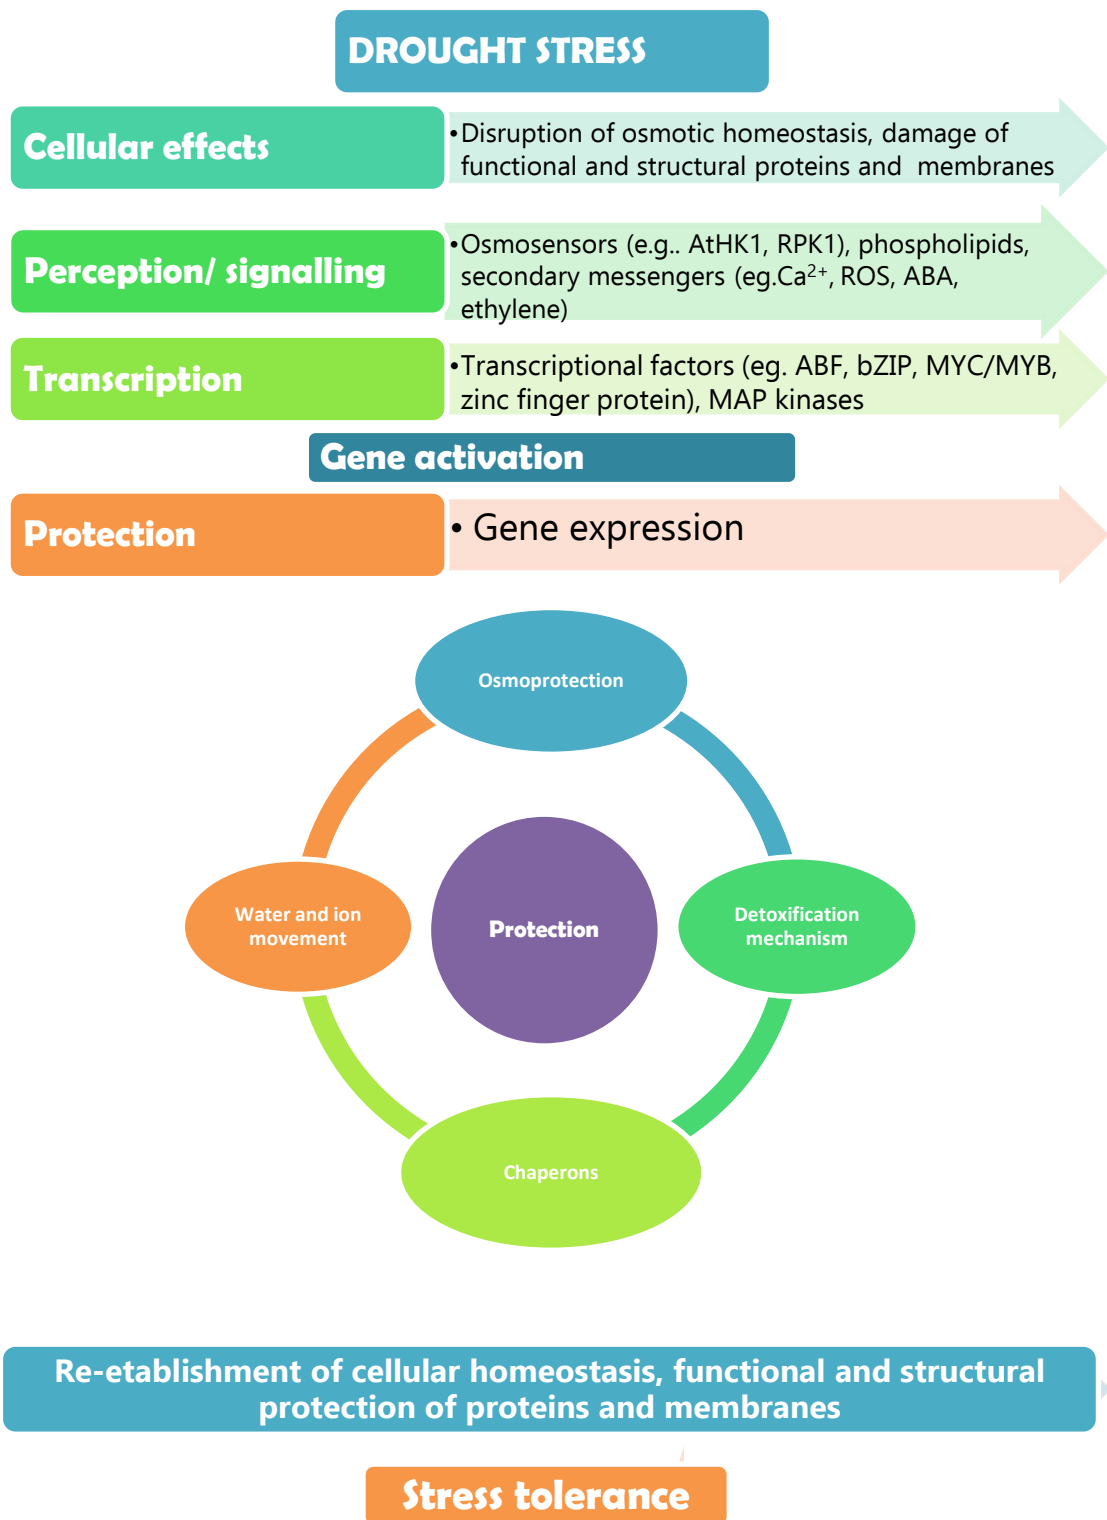 DROUGHT STRESS
Cellular effects
•Disruption of osmotic homeostasis, damage of
functional and structural proteins and membranes
Perception/ signalling
•Osmosensors (e.g.. AtHK1, RPK1), phospholipids,
secondary messengers (eg.Ca²⁺, ROS, ABA,
ethylene)
Transcription
•Transcriptional factors (eg. ABF, bZIP, MYC/MYB,
zinc finger protein), MAP kinases
Gene activation
Protection
• Gene expression
Osmoprotection
Water and ion
movement
Protection
Detoxification
mechanism
Chaperons
Re-etablishment of cellular homeostasis, functional and structural
protection of proteins and membranes
Stress tolerance